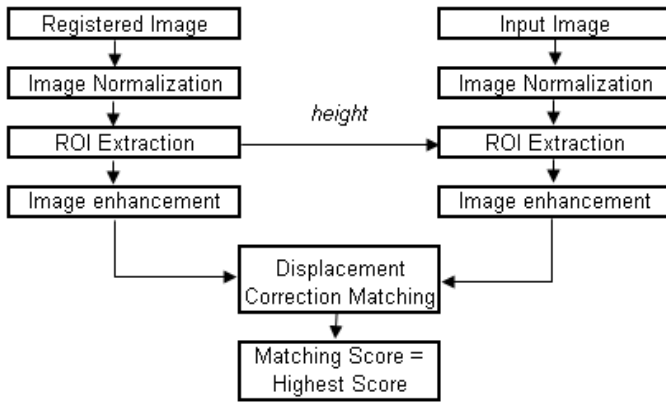 Registered Image
Input Image
Image Normalization
Image Normalization
height
ROI Extraction
ROI Extraction
Image enhancement
Image enhancement
Displacement
Correction Matching
Matching Score =
Highest Score